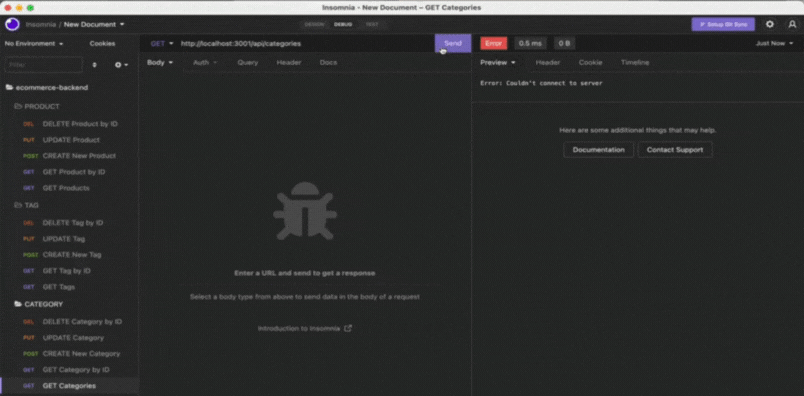 Insomnia - New Document – GET Categories
Insomnia / New Document
DESIGN DEBUG TEST
Setup Git Sync
No Environment Cookies
GET http://localhost:3001/api/categories Send
Error 0.5 ms 0 B Just Now
Filter
Body Auth Query Header Docs
Preview Header Cookie Timeline
Error: Couldn't connect to server
ecommerce-backend
PRODUCT
DEL DELETE Product by ID
PUT UPDATE Product
POST CREATE New Product
GET GET Product by ID
GET GET Products
TAG
DEL DELETE Tag by ID
PUT UPDATE Tag
POST CREATE New Tag
GET GET Tag by ID
GET GET Tags
CATEGORY
DEL DELETE Category by ID
PUT UPDATE Category
POST CREATE New Category
GET GET Category by ID
GET GET Categories
Enter a URL and send to get a response
Select a body type from above to send data in the body of a request
Introduction to Insomnia
Here are some additional things that may help.
Documentation Contact Support